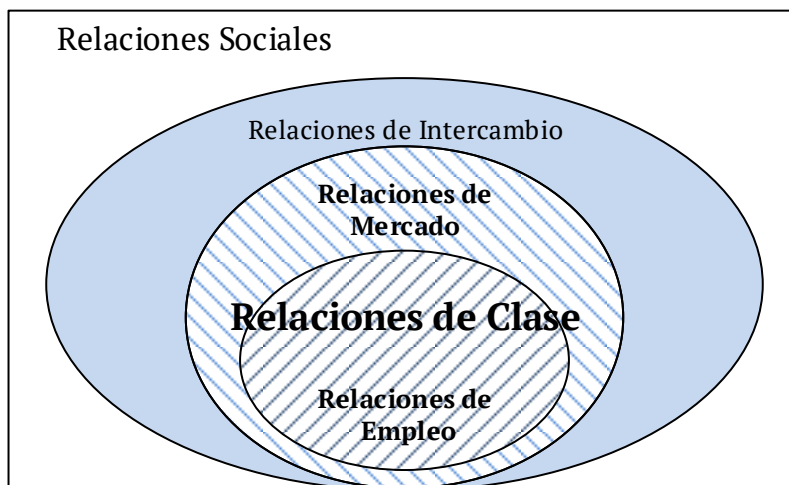 Relaciones Sociales
Relaciones de Intercambio
Relaciones de
Mercado
Relaciones de Clase
Relaciones de
Empleo